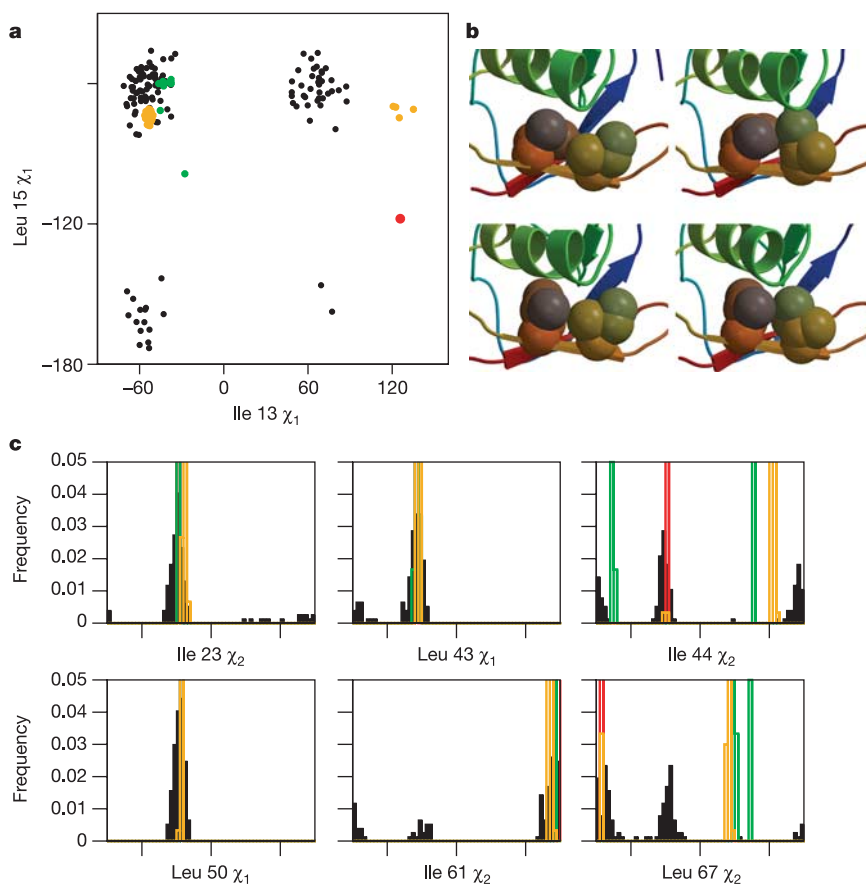 a
b
Leu 15 χ1
−120
−180
−60
0
60
120
Ile 13 χ1
c
Frequency
0.05
0.04
0.03
0.02
0.01
0
Ile 23 χ2
Leu 43 χ1
Ile 44 χ2
Frequency
0.05
0.04
0.03
0.02
0.01
0
Leu 50 χ1
Ile 61 χ2
Leu 67 χ2